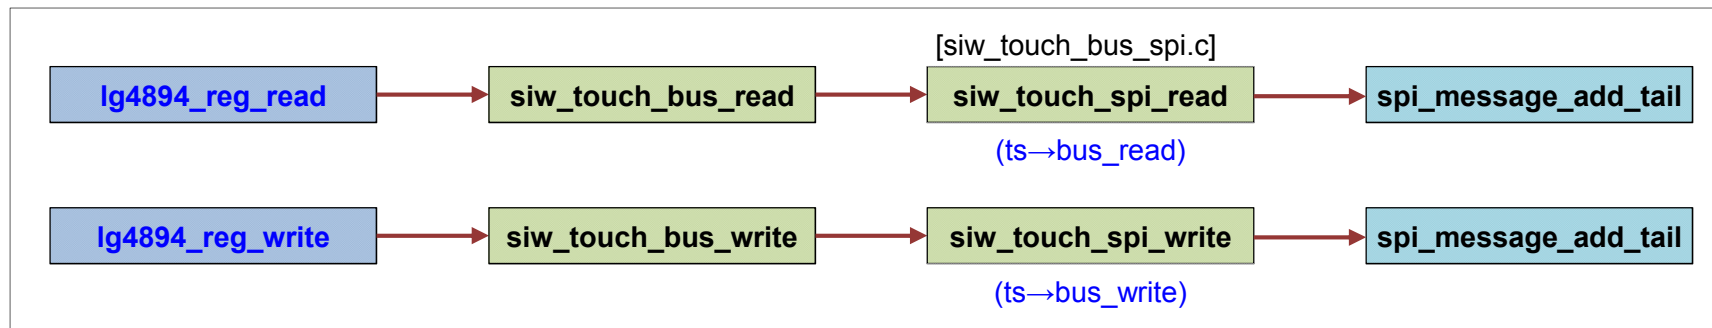 [siw_touch_bus_spi.c]
lg4894_reg_read siw_touch_bus_read siw_touch_spi_read spi_message_add_tail
(ts→bus_read)
lg4894_reg_write siw_touch_bus_write siw_touch_spi_write spi_message_add_tail
(ts→bus_write)